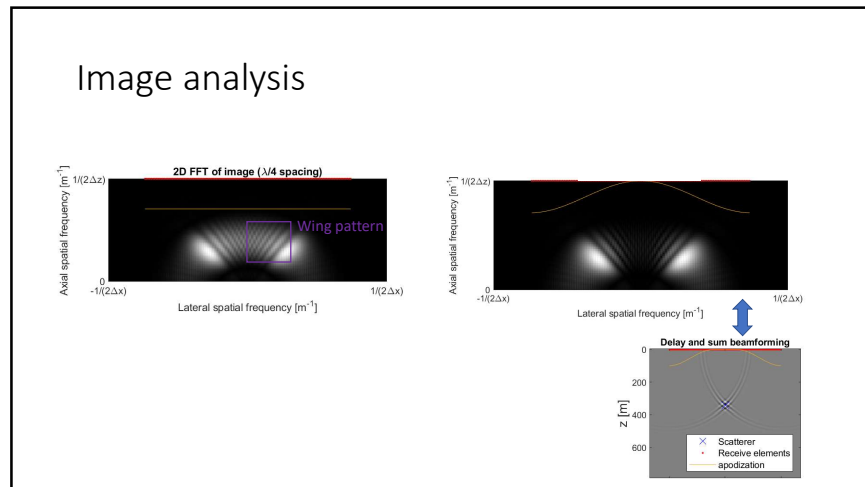 Image analysis
2D FFT of image (λ/4 spacing)
1/(2Δz)
Axial spatial frequency [m⁻¹]
0
Wing pattern
-1/(2Δx)
1/(2Δx)
Lateral spatial frequency [m⁻¹]
1/(2Δz)
Axial spatial frequency [m⁻¹]
0
-1/(2Δx)
1/(2Δx)
Lateral spatial frequency [m⁻¹]
Delay and sum beamforming
0
200
400
600
z [m]
Scatterer
Receive elements
apodization